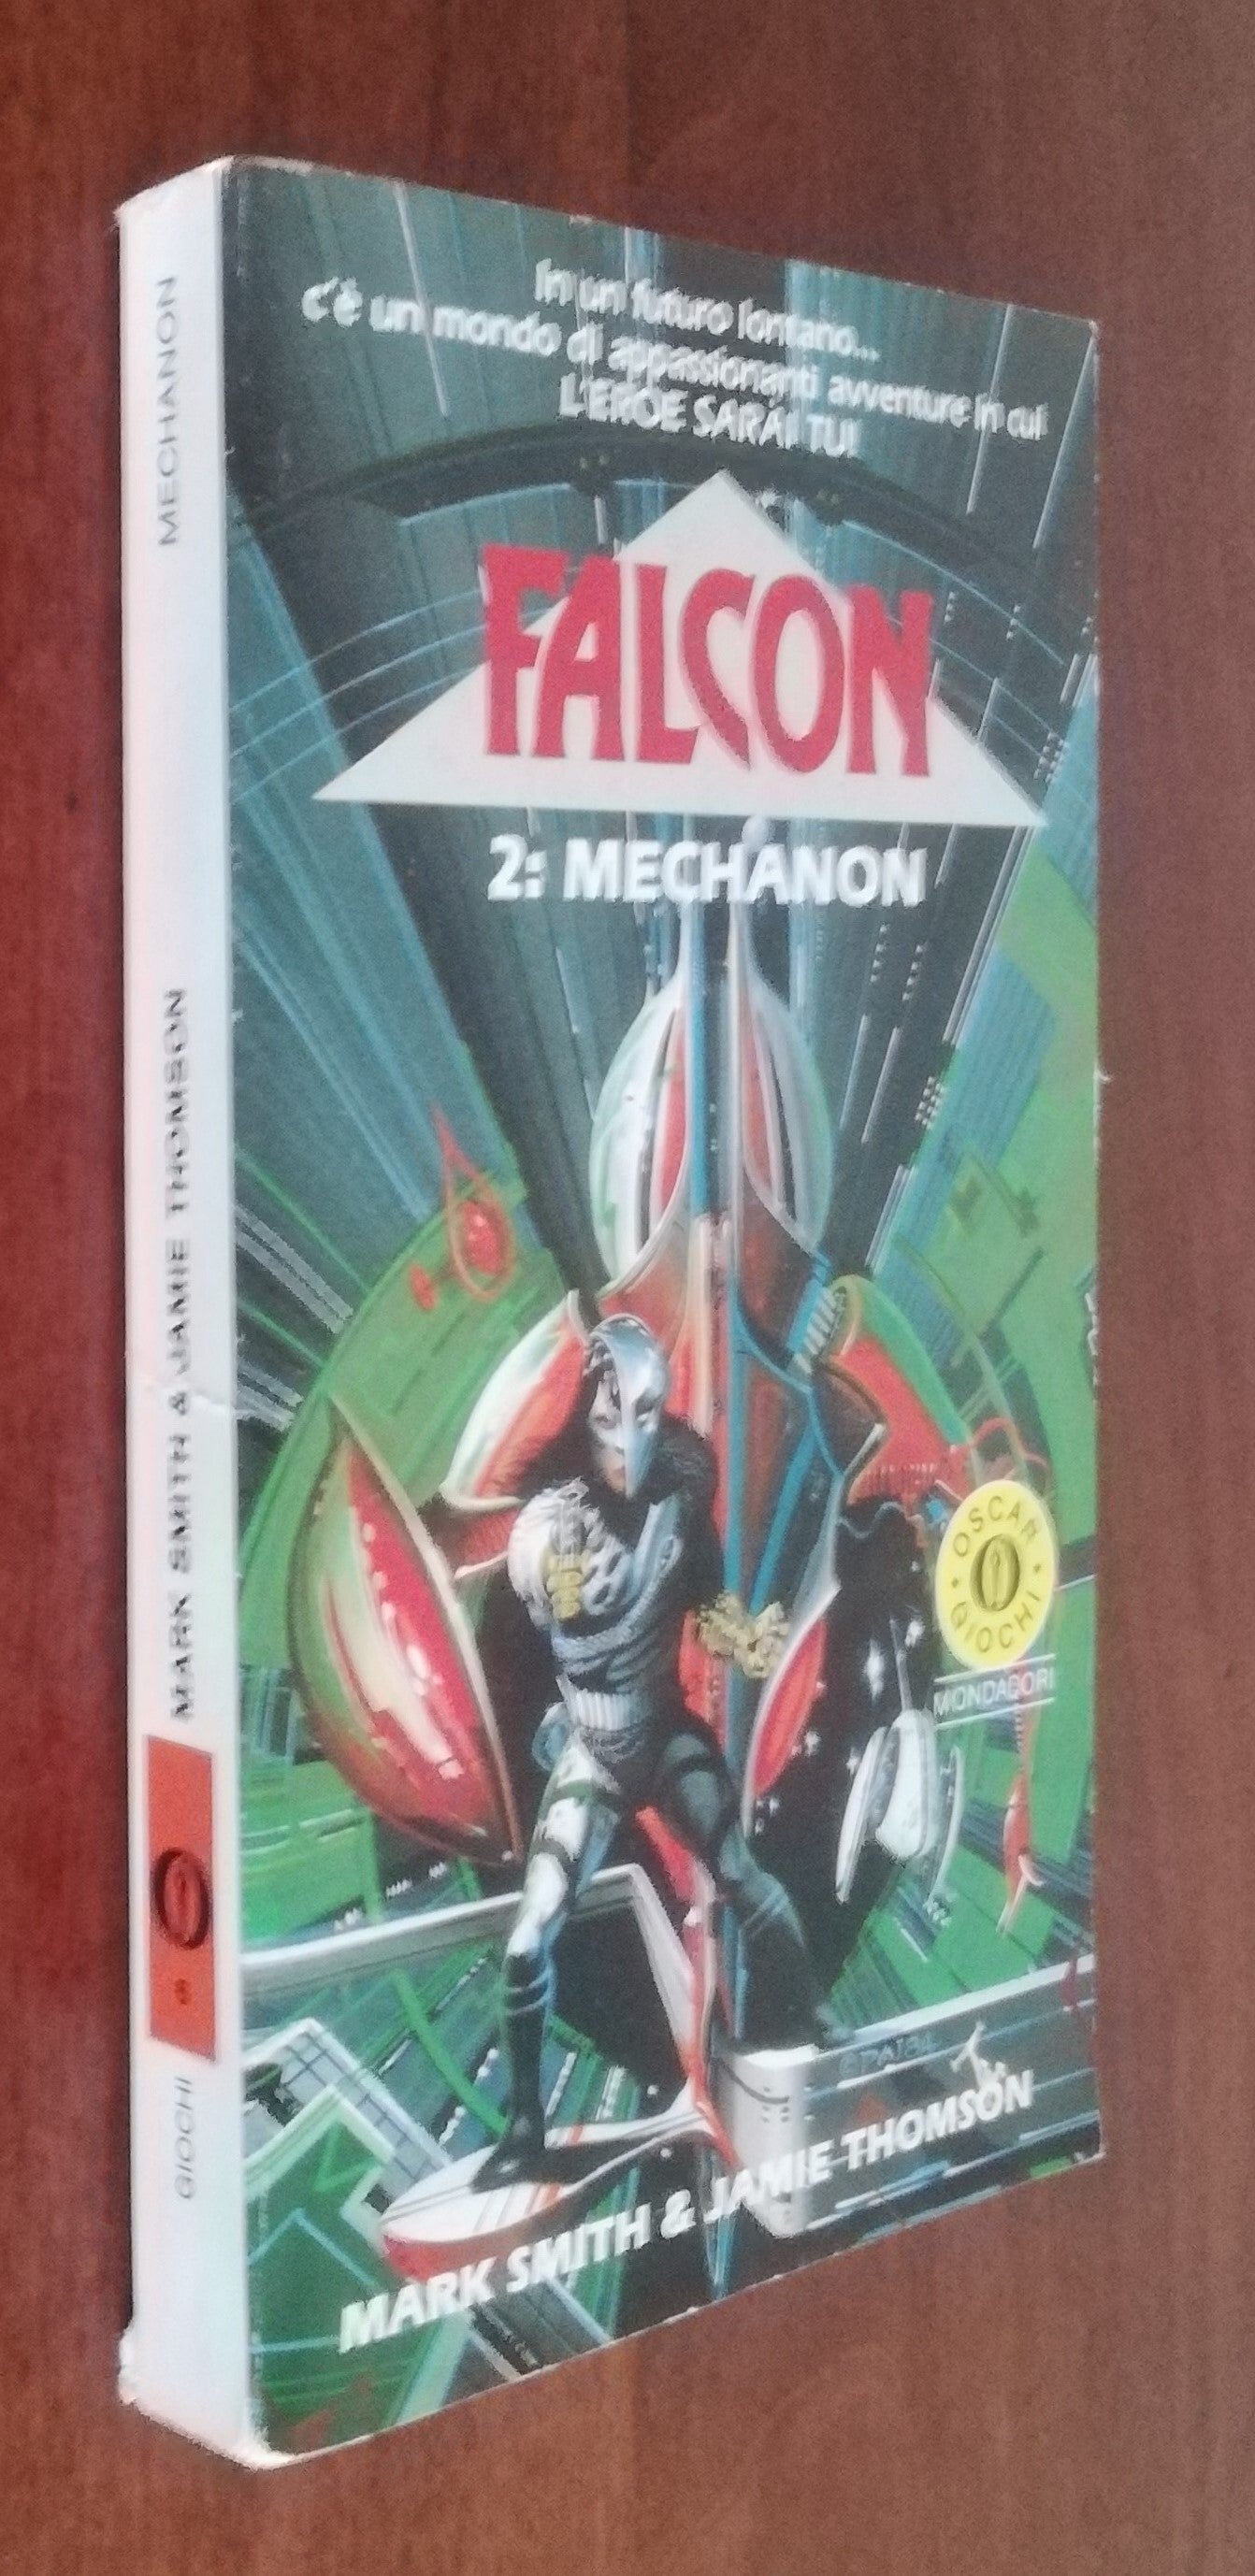 In un futuro lontano...
c'è un mondo di appassionanti avventure in cui
L'EROE SARAI TU!
FALCON
2: MECHANON
OSCAR
GIOCHI
MONDADORI
MARK SMITH & JAMIE THOMSON
MECHANON
MARK SMITH & JAMIE THOMSON
GIOCHI